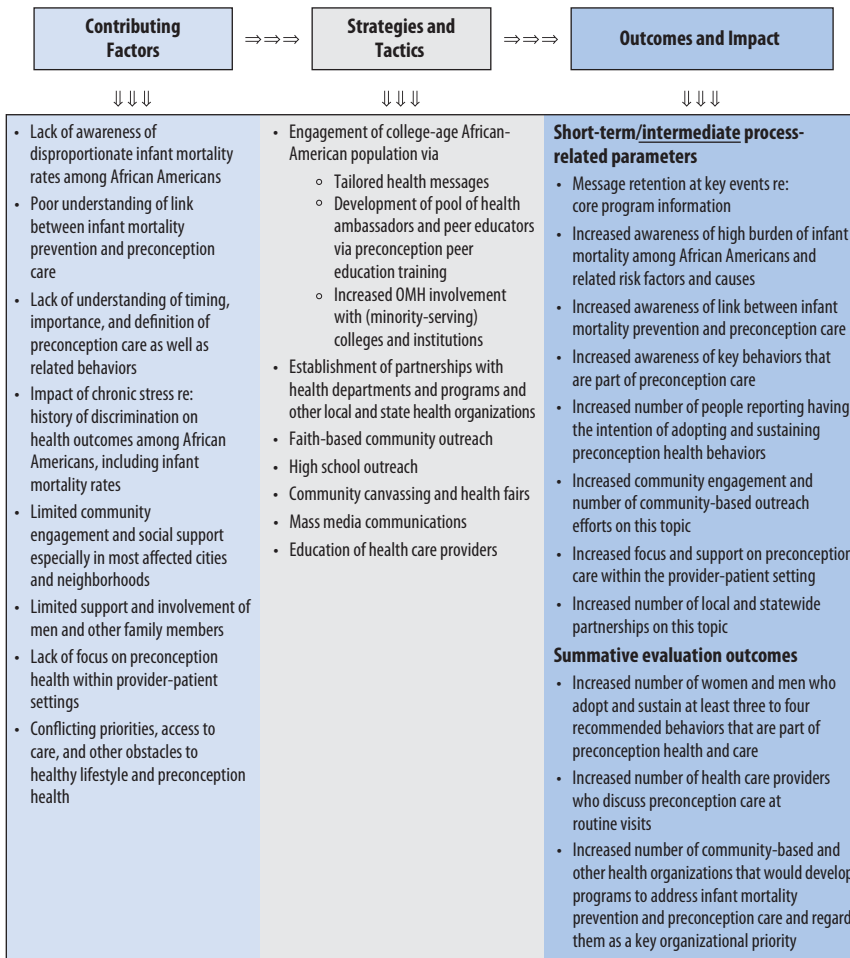 Contributing
Factors
⇒⇒⇒
Strategies and
Tactics
⇒⇒⇒
Outcomes and Impact
⇓⇓⇓
⇓⇓⇓
⇓⇓⇓
• Lack of awareness of
disproportionate infant mortality
rates among African Americans
• Poor understanding of link
between infant mortality
prevention and preconception
care
• Lack of understanding of timing,
importance, and definition of
preconception care as well as
related behaviors
• Impact of chronic stress re:
history of discrimination on
health outcomes among African
Americans, including infant
mortality rates
• Limited community
engagement and social support
especially in most affected cities
and neighborhoods
• Limited support and involvement of
men and other family members
• Lack of focus on preconception
health within provider-patient
settings
• Conflicting priorities, access to
care, and other obstacles to
healthy lifestyle and preconception
health
• Engagement of college-age African-
American population via
○ Tailored health messages
○ Development of pool of health
ambassadors and peer educators
via preconception peer
education training
○ Increased OMH involvement
with (minority-serving)
colleges and institutions
• Establishment of partnerships with
health departments and programs and
other local and state health organizations
• Faith-based community outreach
• High school outreach
• Community canvassing and health fairs
• Mass media communications
• Education of health care providers
Short-term/intermediate process-
related parameters
• Message retention at key events re:
core program information
• Increased awareness of high burden of infant
mortality among African Americans and
related risk factors and causes
• Increased awareness of link between infant
mortality prevention and preconception care
• Increased awareness of key behaviors that
are part of preconception care
• Increased number of people reporting having
the intention of adopting and sustaining
preconception health behaviors
• Increased community engagement and
number of community-based outreach
efforts on this topic
• Increased focus and support on preconception
care within the provider-patient setting
• Increased number of local and statewide
partnerships on this topic
Summative evaluation outcomes
• Increased number of women and men who
adopt and sustain at least three to four
recommended behaviors that are part of
preconception health and care
• Increased number of health care providers
who discuss preconception care at
routine visits
• Increased number of community-based and
other health organizations that would develop
programs to address infant mortality
prevention and preconception care and regard
them as a key organizational priority